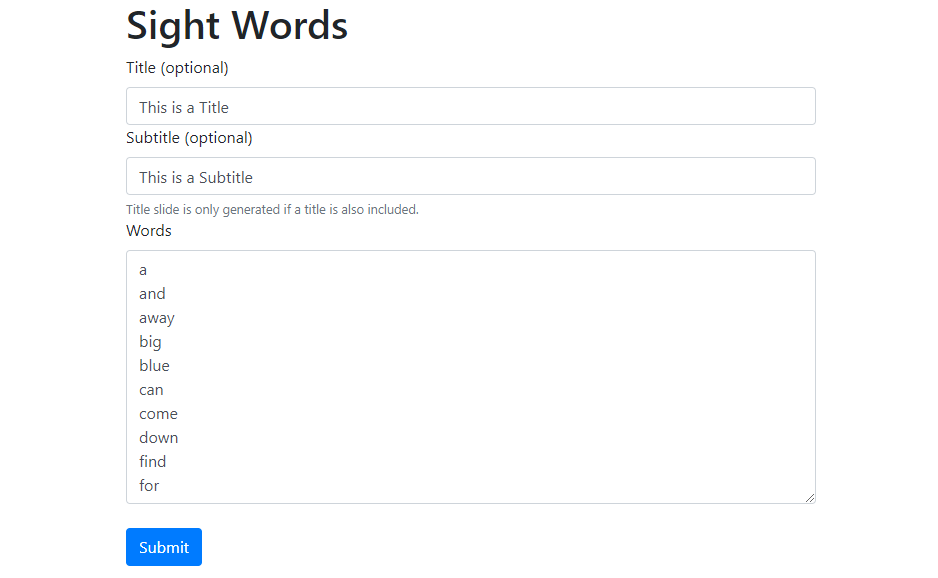 Sight Words
Title (optional)
This is a Title
Subtitle (optional)
This is a Subtitle
Title slide is only generated if a title is also included.
Words
a
and
away
big
blue
can
come
down
find
for
Submit